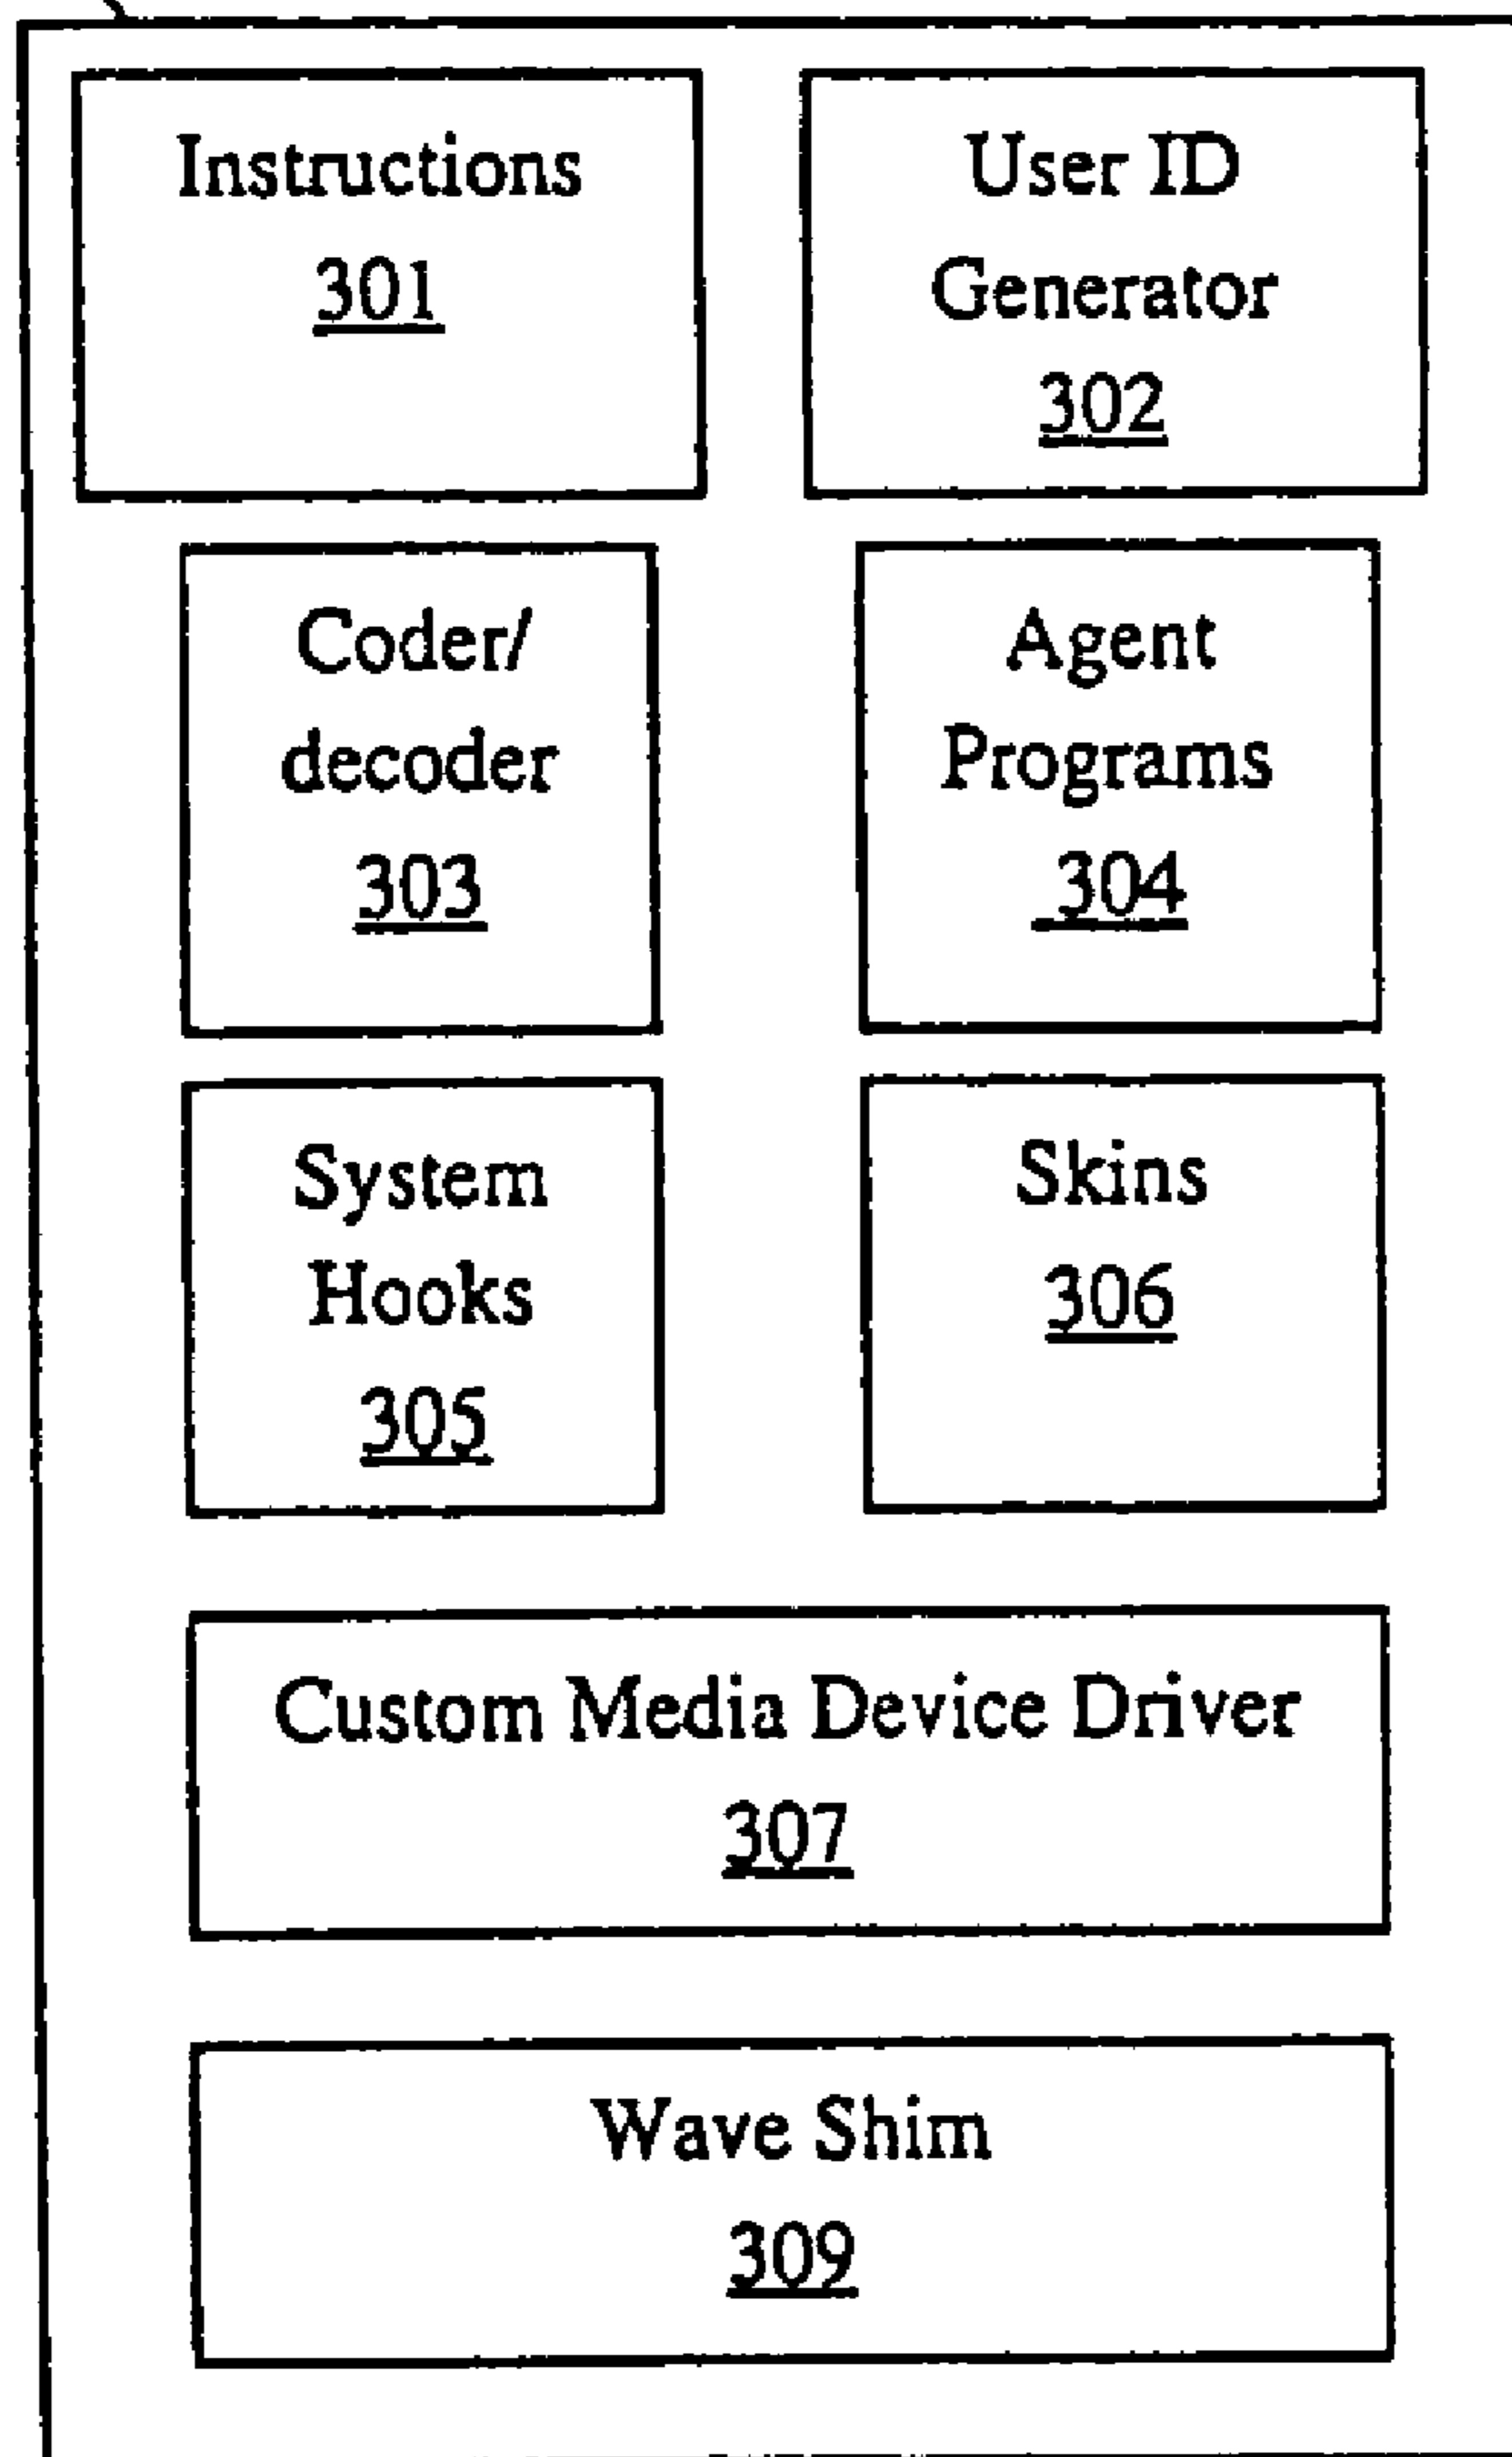 Instructions
301
User ID
Generator
302
Coder/
decoder
303
Agent
Programs
304
System
Hooks
305
Skins
306
Custom Media Device Driver
307
Wave Shim
309